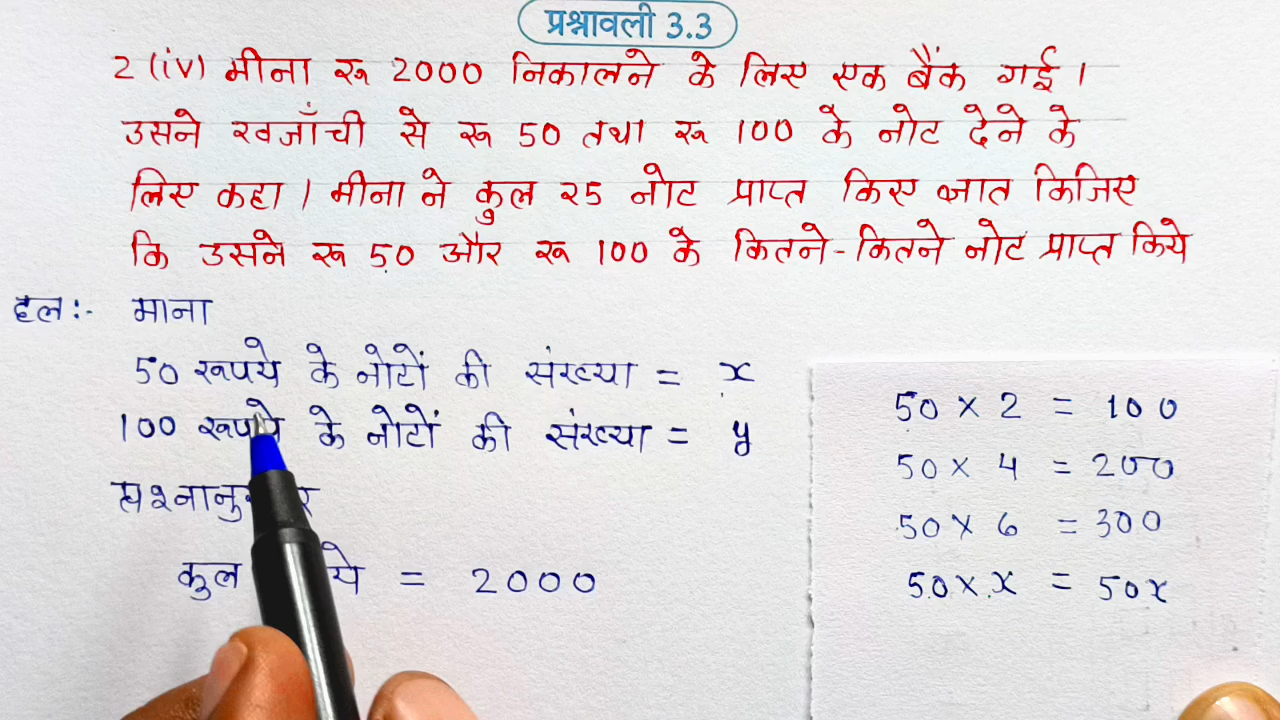 प्रश्नावली 3.3
2 (iv) मीना रू 2000 निकालने के लिए एक बैंक गई।
उसने खजाँची से रू 50 तथा रू 100 के नोट देने के
लिए कहा। मीना ने कुल 25 नोट प्राप्त किए ज्ञात किजिए
कि उसने रू 50 और रू 100 के कितने-कितने नोट प्राप्त किये
हल:- माना
50 रूपये के नोटों की संख्या = x
100 रूपये के नोटों की संख्या = y
कुल = 2000
50 × 2 = 100
50 × 4 = 200
50 × 6 = 300
50 × x = 50x